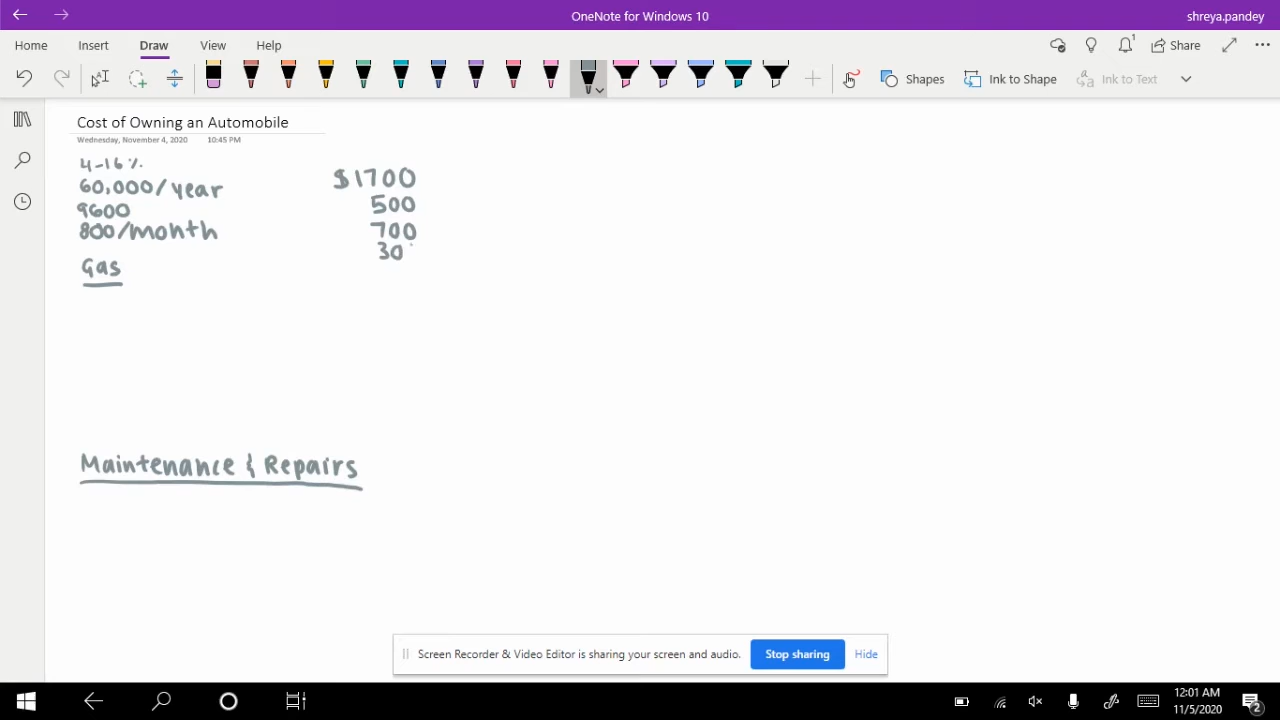 OneNote for Windows 10
shreya.pandey
Home Insert Draw View Help
1
Share
Shapes Ink to Shape Ink to Text
Cost of Owning an Automobile
Wednesday, November 4, 2020 10:45 PM
4-16%
60,000/year
9600
800/month
$1700
500
700
30
Gas
Maintenance & Repairs
Screen Recorder & Video Editor is sharing your screen and audio.
Stop sharing
Hide
12:01 AM
11/5/2020
2